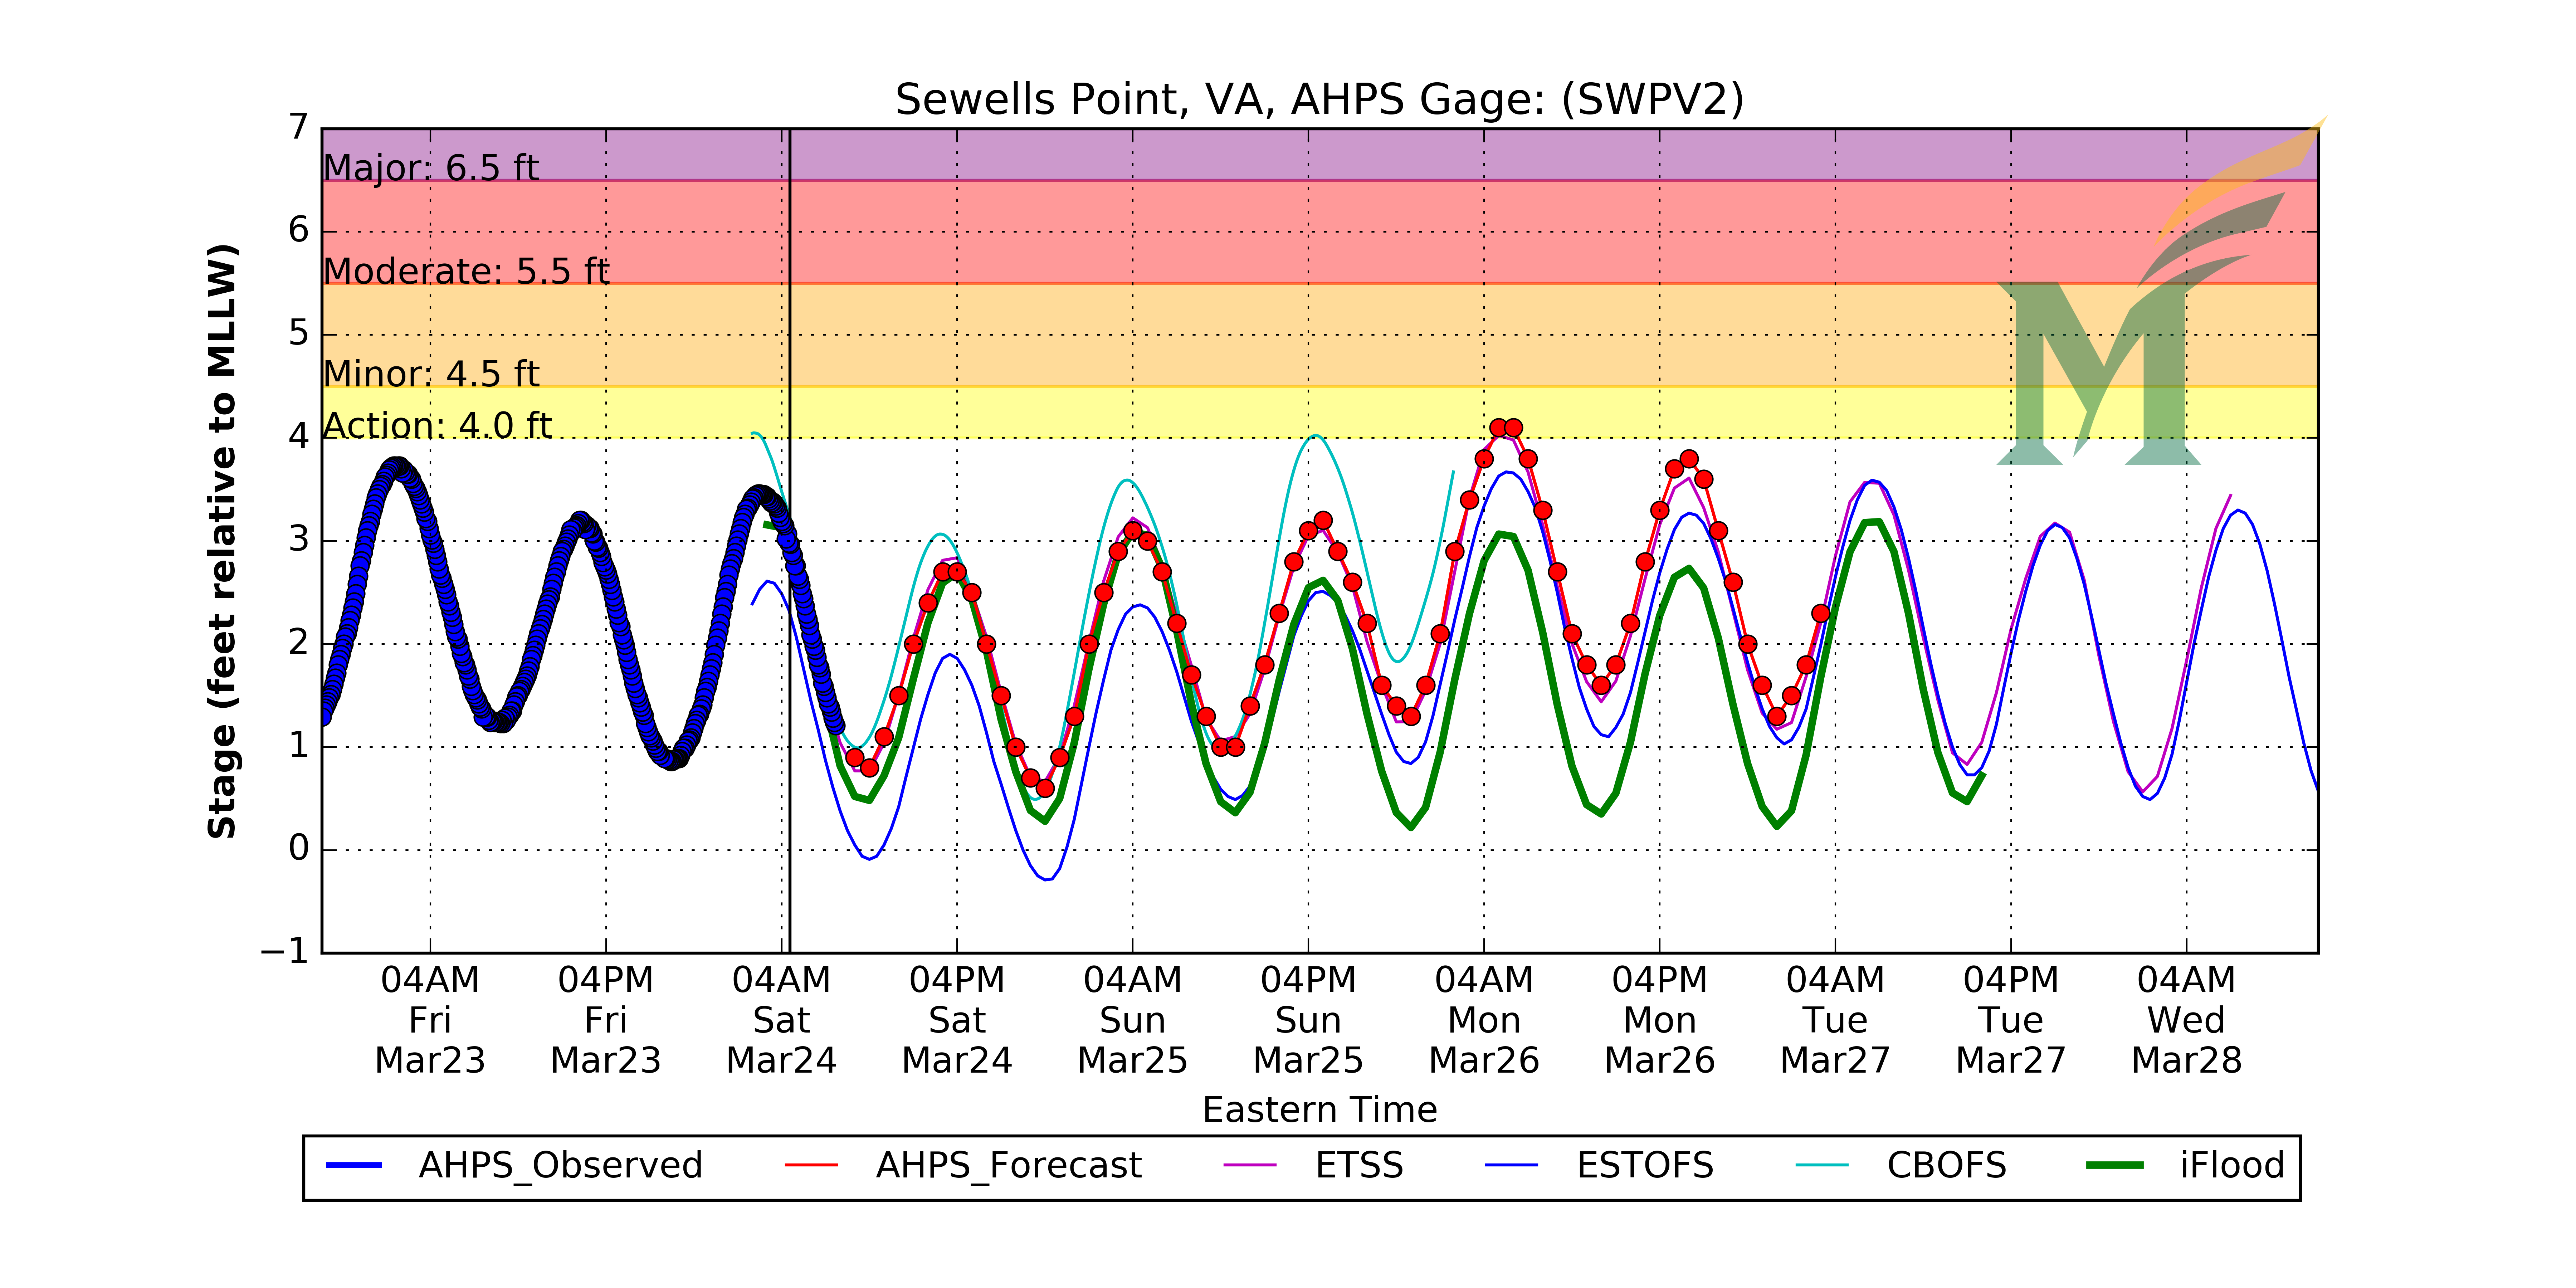 Sewells Point, VA, AHPS Gage: (SWPV2)
7
Major: 6.5 ft
6
Moderate: 5.5 ft
5
Minor: 4.5 ft
Action: 4.0 ft
4
3
2
1
0
−1
Stage (feet relative to MLLW)
04AM 04PM 04AM 04PM 04AM 04PM 04AM 04PM 04AM 04PM 04AM
Fri Fri Sat Sat Sun Sun Mon Mon Tue Tue Wed
Mar23 Mar23 Mar24 Mar24 Mar25 Mar25 Mar26 Mar26 Mar27 Mar27 Mar28
Eastern Time
AHPS_Observed AHPS_Forecast ETSS ESTOFS CBOFS iFlood
M